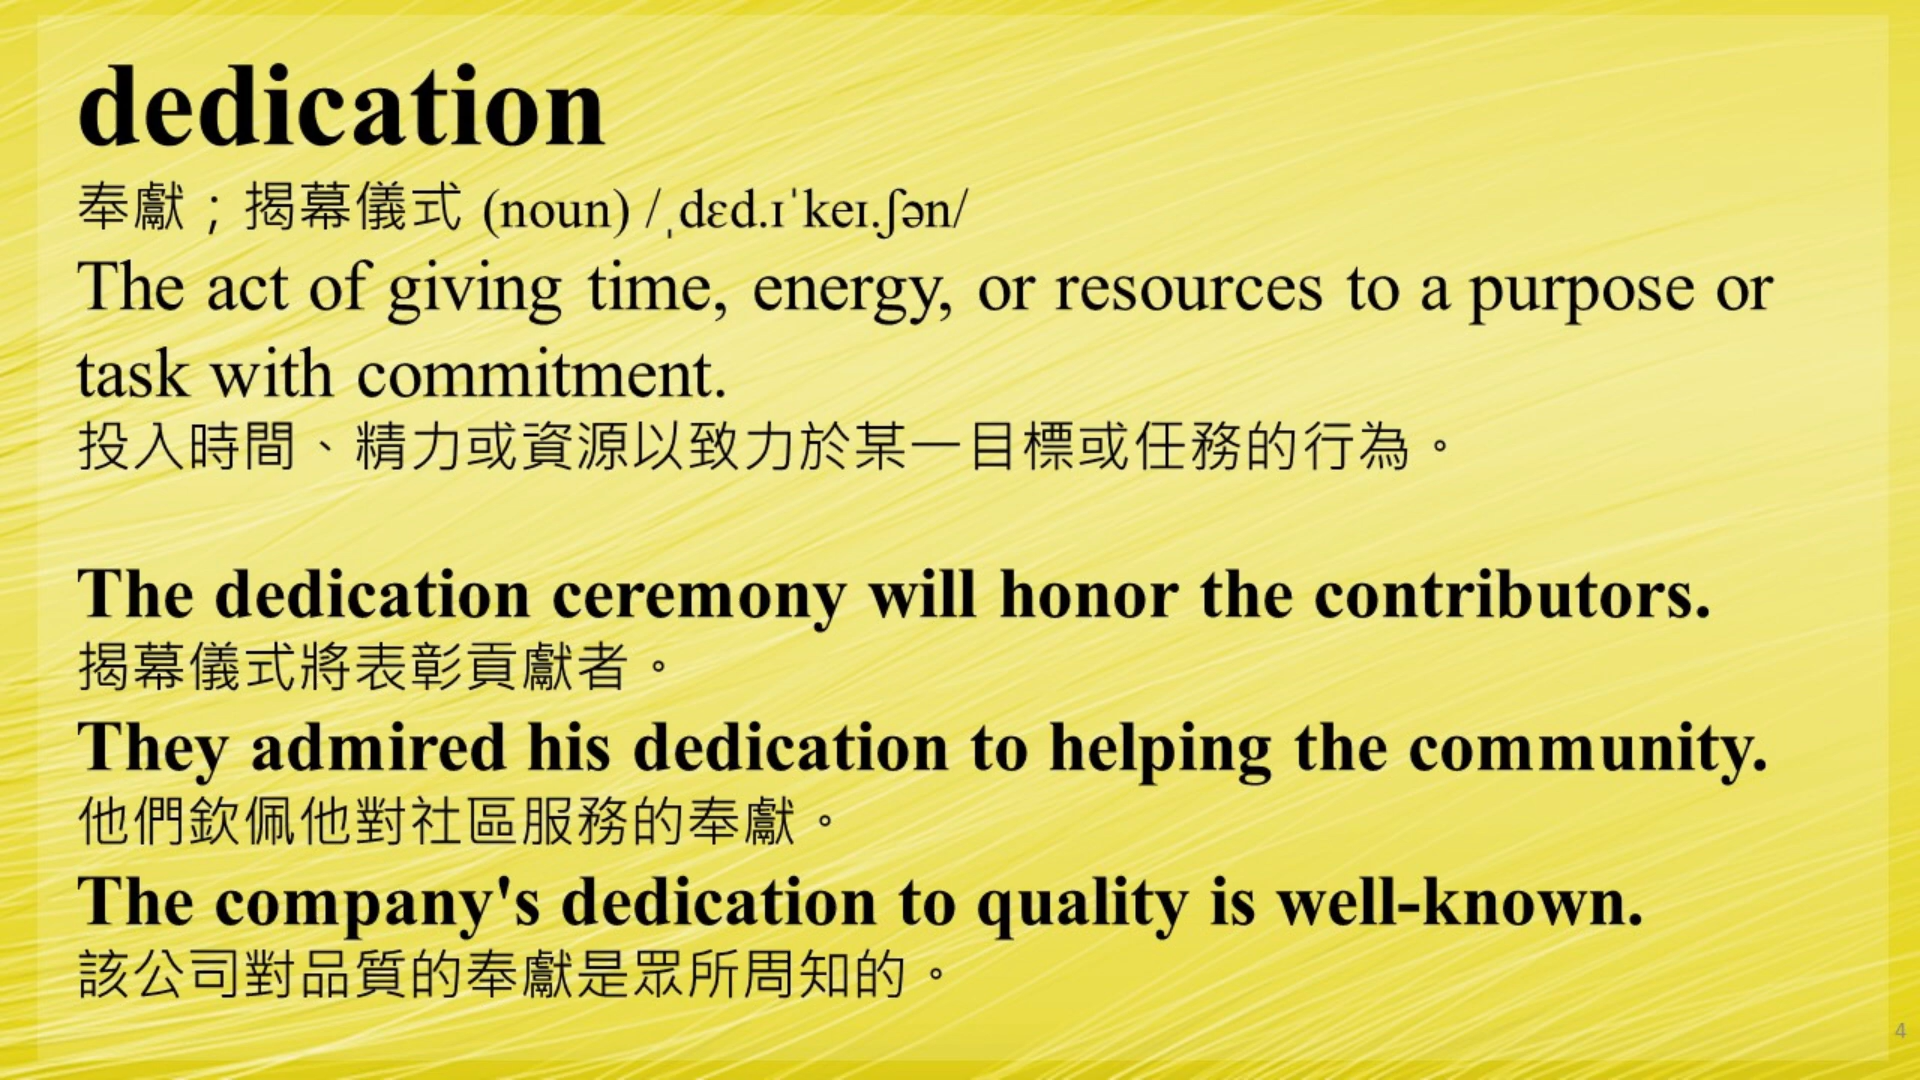 dedication
奉獻；揭幕儀式 (noun) /ˌdɛd.ɪˈkeɪ.ʃən/
The act of giving time, energy, or resources to a purpose or
task with commitment.
投入時間、精力或資源以致力於某一目標或任務的行為。
The dedication ceremony will honor the contributors.
揭幕儀式將表彰貢獻者。
They admired his dedication to helping the community.
他們欽佩他對社區服務的奉獻。
The company's dedication to quality is well-known.
該公司對品質的奉獻是眾所周知的。
4